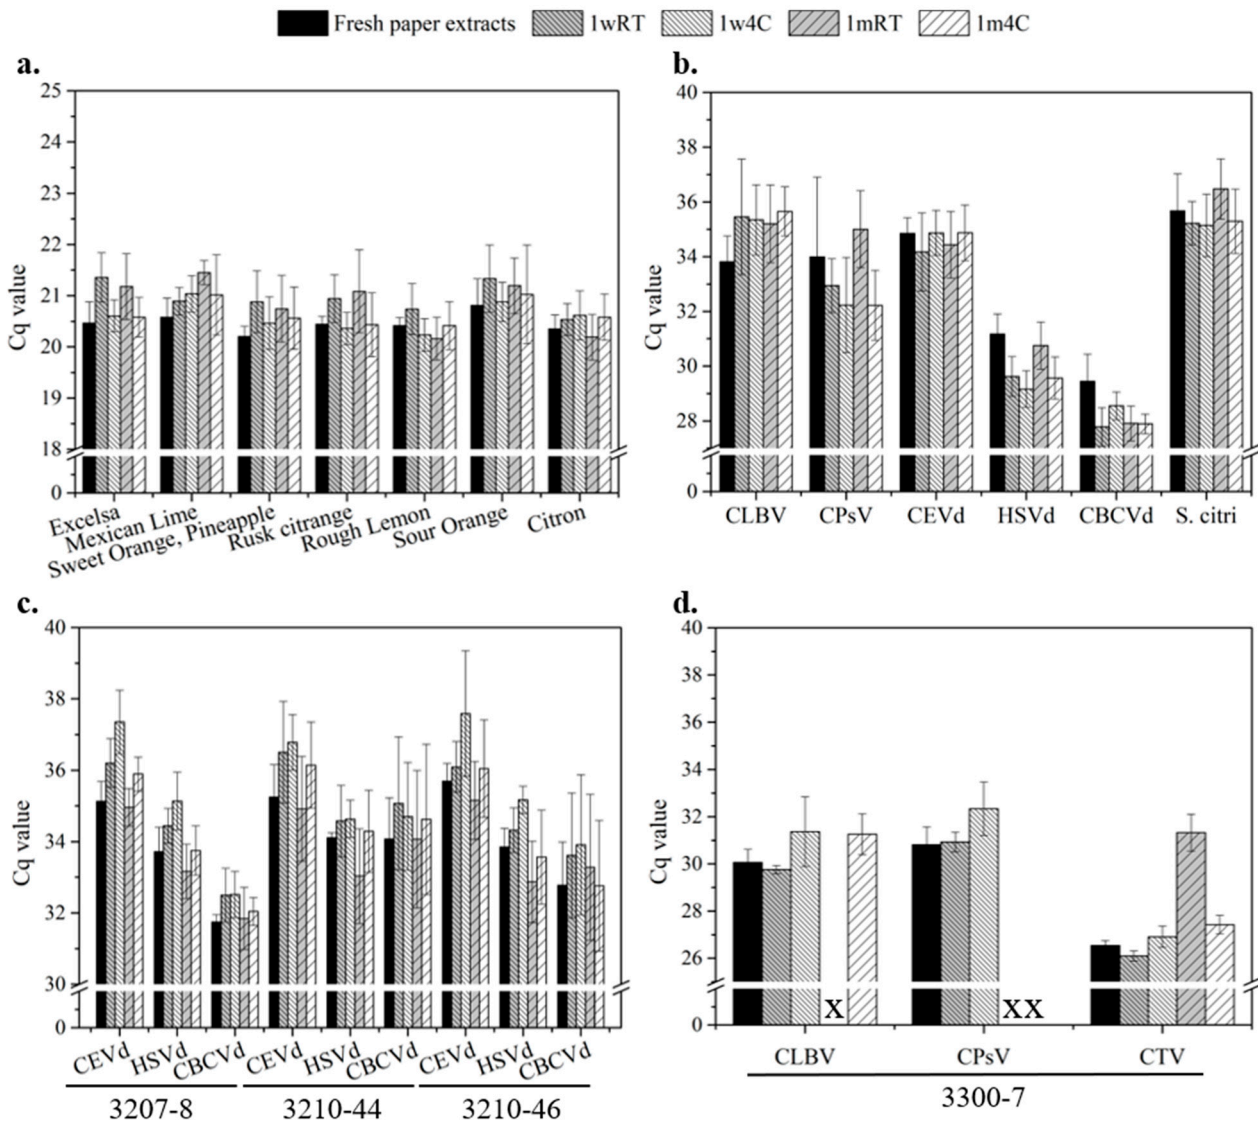 Fresh paper extracts 1wRT 1w4C 1mRT 1m4C
a.
25
24
23
22
21
20
19
18
0
Cq value
Excelsa
Mexican Lime
Sweet Orange, Pineapple
Rusk citrange
Rough Lemon
Sour Orange
Citron
b.
40
38
36
34
32
30
28
0
Cq value
CLBV CPsV CEVd HSVd CBCVd S. citri
c.
40
38
36
34
32
30
0
Cq value
CEVd HSVd CBCVd CEVd HSVd CBCVd CEVd HSVd CBCVd
3207-8 3210-44 3210-46
d.
40
38
36
34
32
30
28
26
0
Cq value
X XX
CLBV CPsV CTV
3300-7